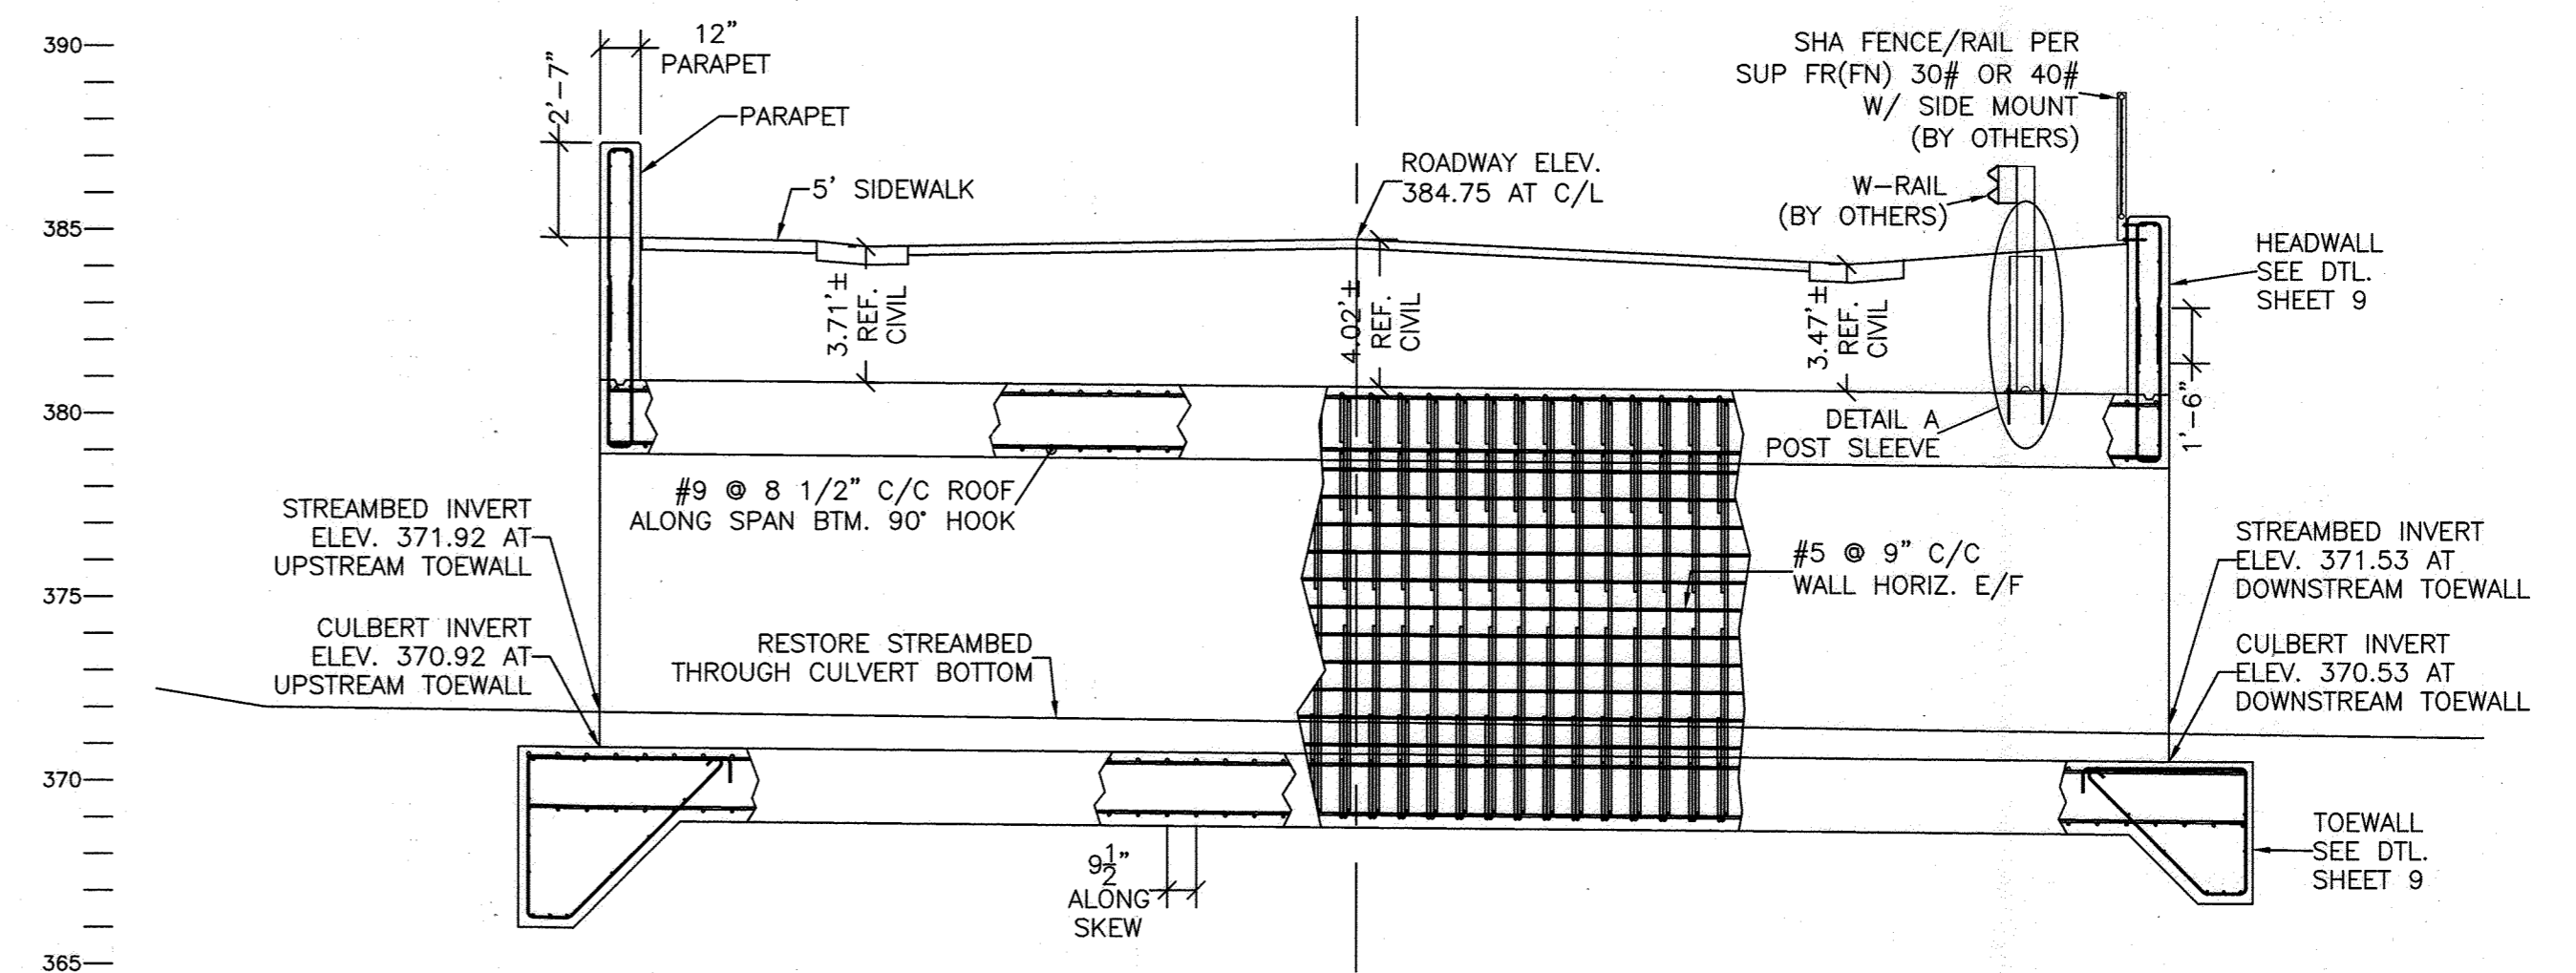 390
385
380
375
370
365
12"
PARAPET
2'-7"
PARAPET
5' SIDEWALK
ROADWAY ELEV.
384.75 AT C/L
SHA FENCE/RAIL PER
SUP FR(FN) 30# OR 40#
W/ SIDE MOUNT
(BY OTHERS)
W-RAIL
(BY OTHERS)
HEADWALL
SEE DTL.
SHEET 9
3.71'±
REF.
CIVIL
4.02'±
REF.
CIVIL
3.47'±
REF.
CIVIL
1'-6"
DETAIL A
POST SLEEVE
#9 @ 8 1/2" C/C ROOF
ALONG SPAN BTM. 90° HOOK
STREAMBED INVERT
ELEV. 371.92 AT
UPSTREAM TOEWALL
CULBERT INVERT
ELEV. 370.92 AT
UPSTREAM TOEWALL
RESTORE STREAMBED
THROUGH CULVERT BOTTOM
#5 @ 9" C/C
WALL HORIZ. E/F
STREAMBED INVERT
ELEV. 371.53 AT
DOWNSTREAM TOEWALL
CULBERT INVERT
ELEV. 370.53 AT
DOWNSTREAM TOEWALL
9 1/2"
ALONG
SKEW
TOEWALL
SEE DTL.
SHEET 9